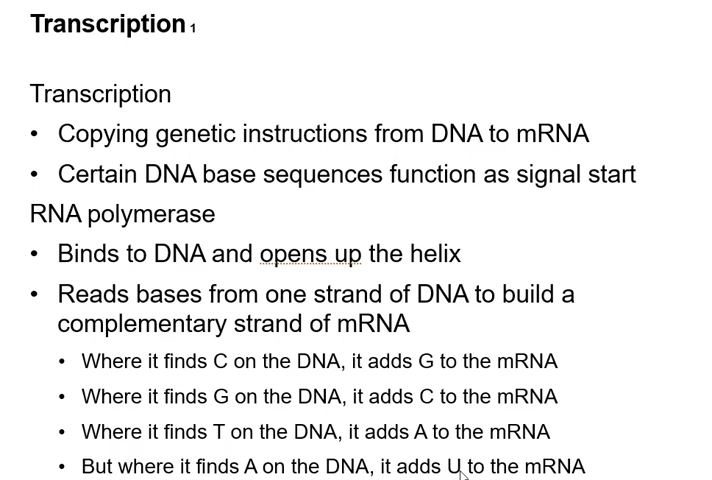 Transcription 1
Transcription
• Copying genetic instructions from DNA to mRNA
• Certain DNA base sequences function as signal start
RNA polymerase
• Binds to DNA and opens up the helix
• Reads bases from one strand of DNA to build a
complementary strand of mRNA
• Where it finds C on the DNA, it adds G to the mRNA
• Where it finds G on the DNA, it adds C to the mRNA
• Where it finds T on the DNA, it adds A to the mRNA
• But where it finds A on the DNA, it adds U to the mRNA